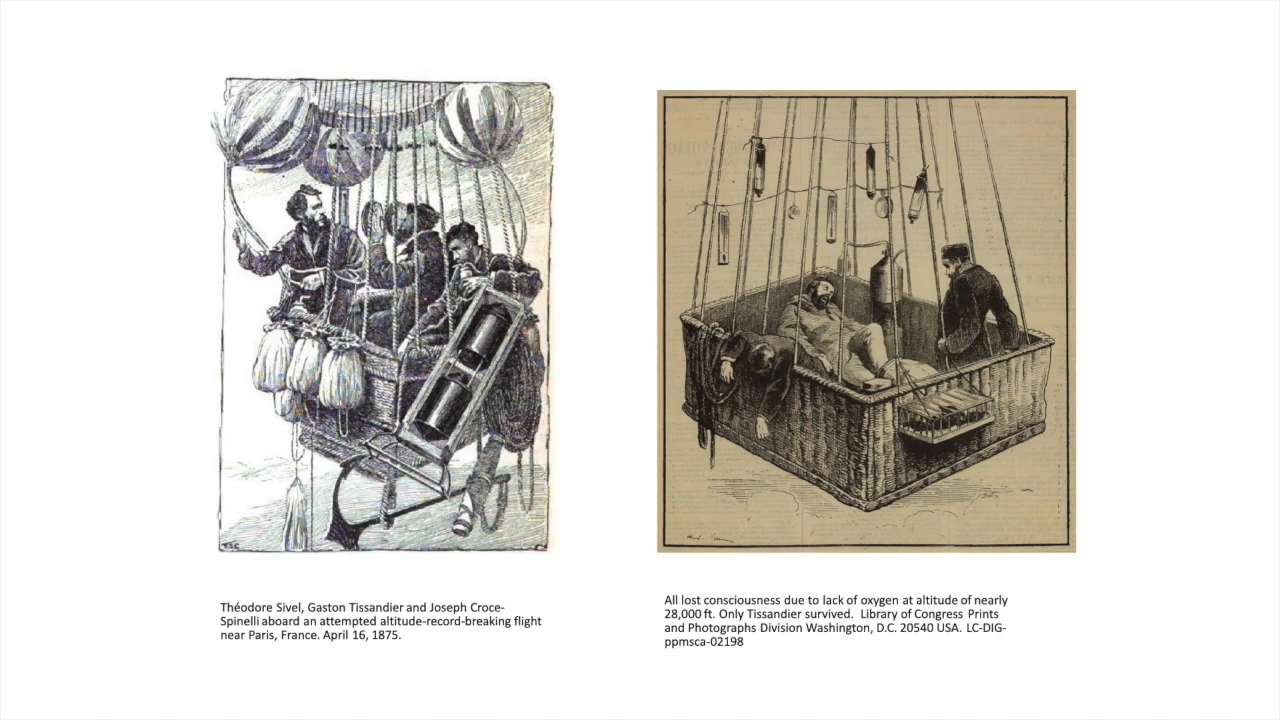 Théodore Sivel, Gaston Tissandier and Joseph Croce-
Spinelli aboard an attempted altitude-record-breaking flight
near Paris, France. April 16, 1875.
All lost consciousness due to lack of oxygen at altitude of nearly
28,000 ft. Only Tissandier survived.  Library of Congress Prints
and Photographs Division Washington, D.C. 20540 USA.  LC-DIG-
ppmsca-02198